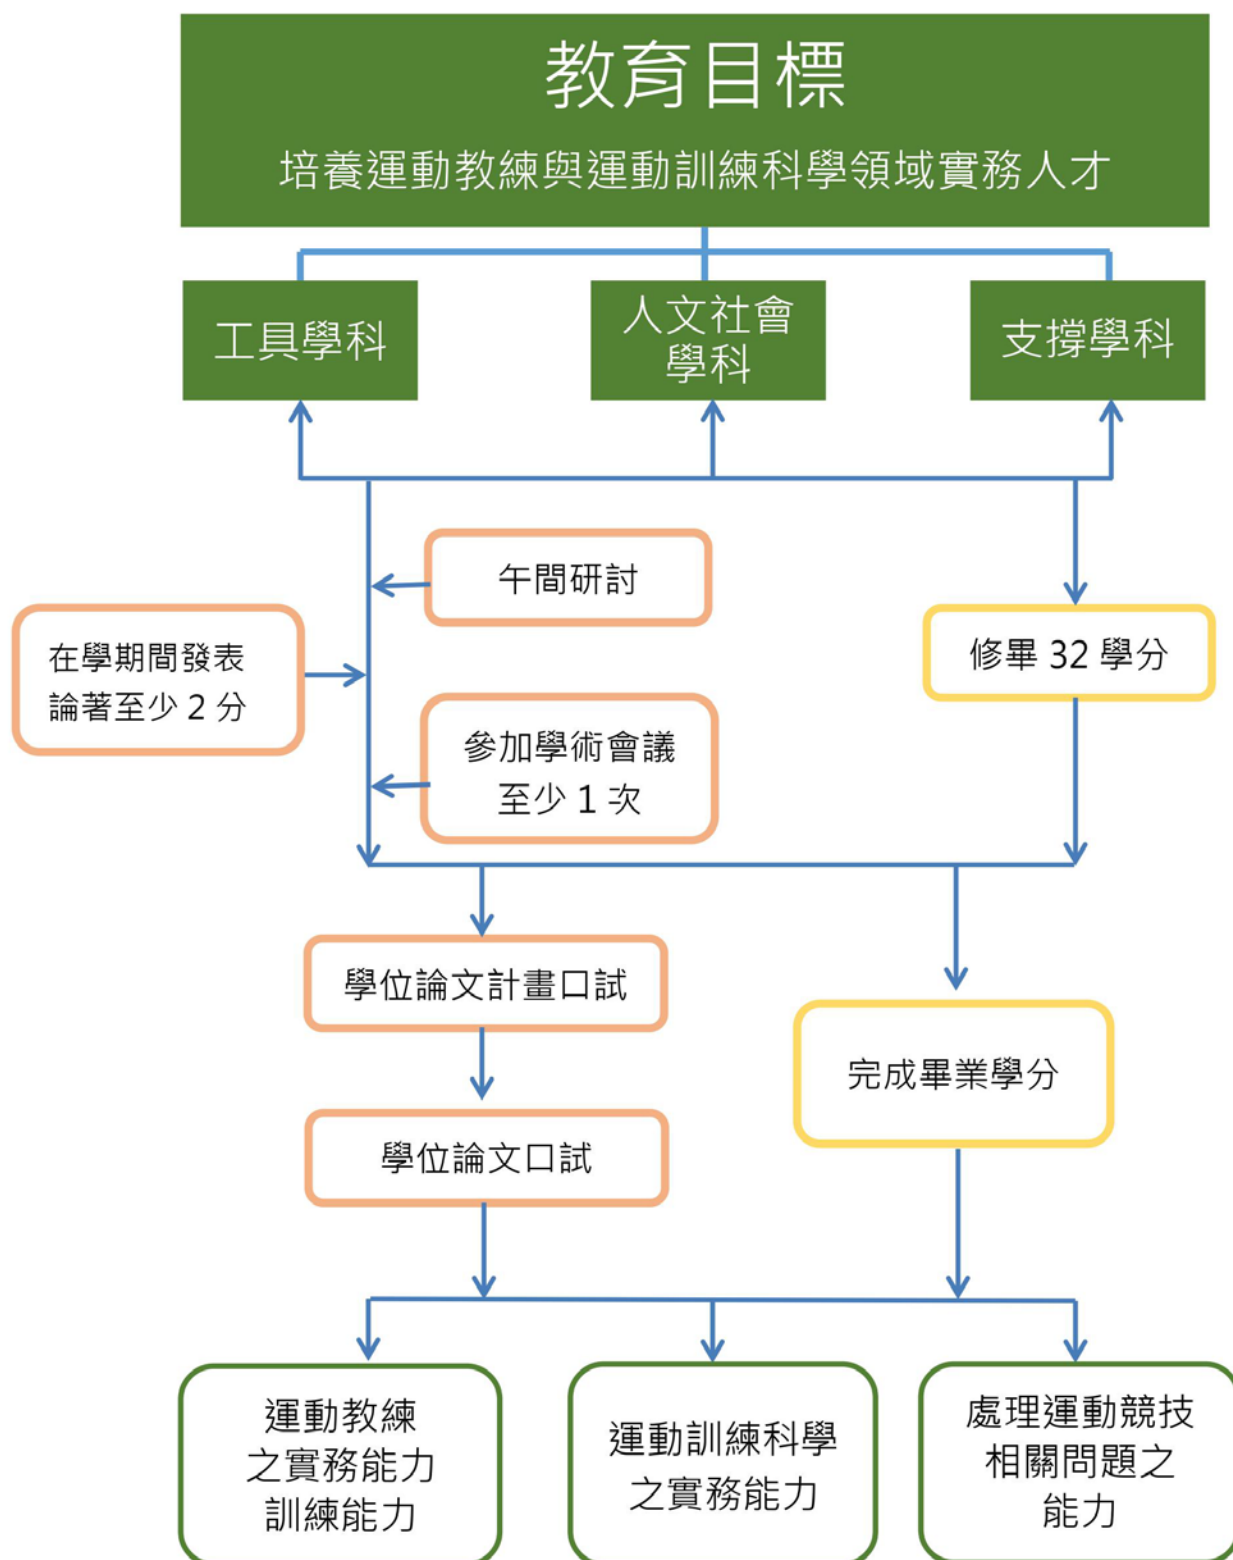 教育目標
培養運動教練與運動訓練科學領域實務人才
工具學科
人文社會
學科
支撐學科
午間研討
在學期間發表
論著至少 2 分
修畢 32 學分
參加學術會議
至少 1 次
學位論文計畫口試
完成畢業學分
學位論文口試
運動教練
之實務能力
訓練能力
運動訓練科學
之實務能力
處理運動競技
相關問題之
能力